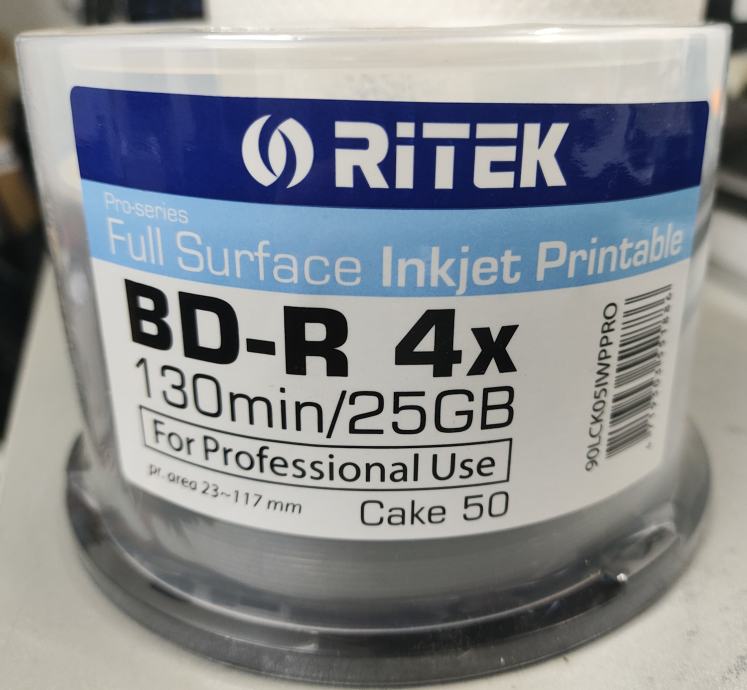 RiTEK
Pro-series
Full Surface Inkjet Printable
BD-R 4x
130min/25GB
For Professional Use
pr. area 23~117 mm
Cake 50
90LCK05IWPPRO